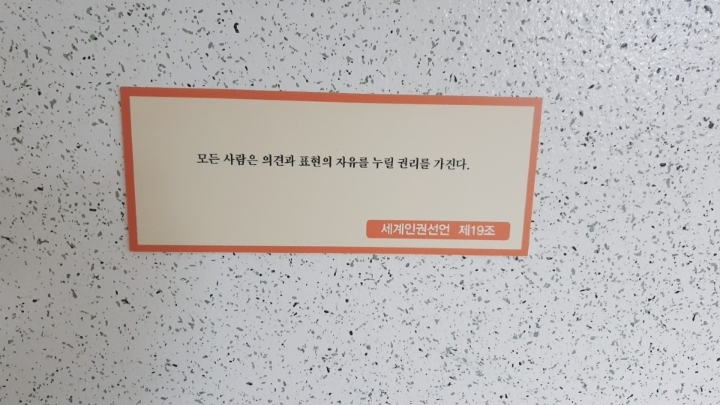 모든 사람은 의견과 표현의 자유를 누릴 권리를 가진다.
세계인권선언 제19조